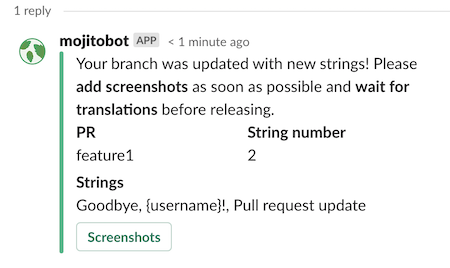 1 reply
mojitobot APP < 1 minute ago
Your branch was updated with new strings! Please
add screenshots as soon as possible and wait for
translations before releasing.
PR String number
feature1 2
Strings
Goodbye, {username}!, Pull request update
Screenshots